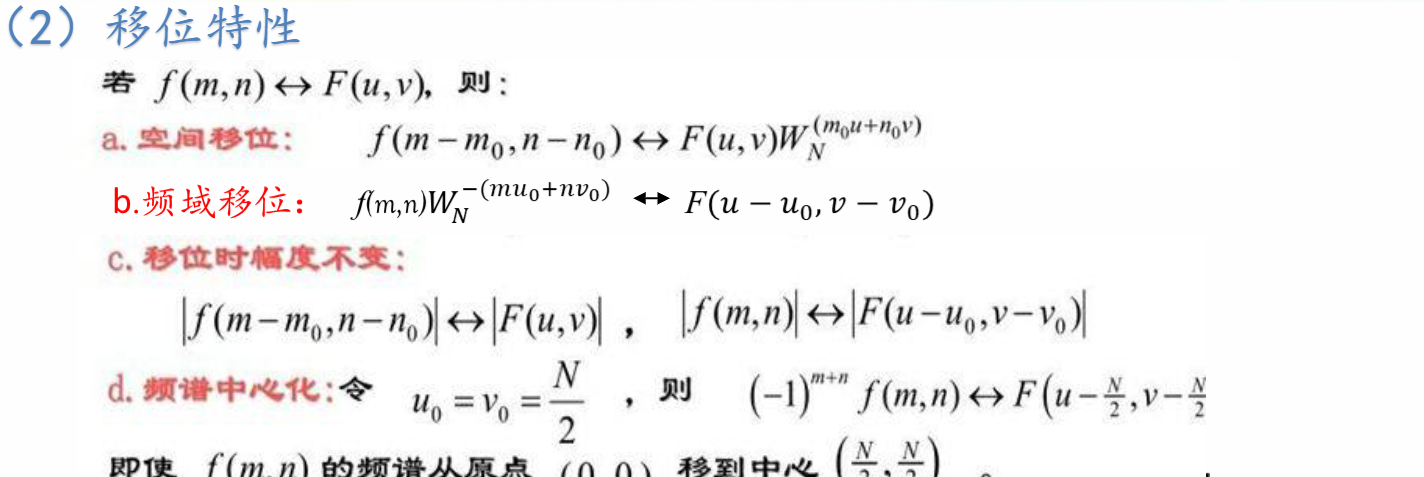 （2）移位特性
若 f(m,n)↔F(u,v), 则：
a.空间移位： f(m−m₀,n−n₀)↔F(u,v)W_N^(m₀u+n₀v)
b.频域移位： f(m,n)W_N^−(mu₀+nv₀) ↔ F(u−u₀,v−v₀)
c.移位时幅度不变：
|f(m−m₀,n−n₀)|↔|F(u,v)| ， |f(m,n)|↔|F(u−u₀,v−v₀)|
d.频谱中心化：令 u₀=v₀=N/2 ，则 (−1)^(m+n) f(m,n)↔F(u−N/2,v−N/2
即使 f(m,n) 的频谱从原点 (0,0) 移到中心 (N/2,N/2) 。